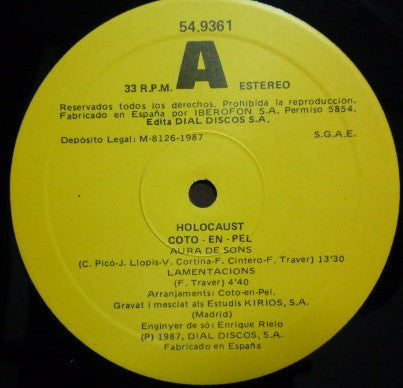 54.9361
33 R.P.M. A ESTEREO
Reservados todos los derechos. Prohibida la reproduccion.
Fabricado en España por IBEROFON S.A. Permiso 5854.
Edita DIAL DISCOS S.A.
Depósito Legal: M-8126-1987 S.G.A.E.
HOLOCAUST
COTO - EN - PEL
AURA DE SONS
(C. Picó-J. Llopis-V. Cortina-F. Cintero-F. Traver) 13'30
LAMENTACIONS
(F. Traver) 4'40
Arranjaments: Coto-en-Pel.
Gravat i mesclat als Estudis KIRIOS, S.A.
(Madrid)
Enginyer de só: Enrique Rielo
(P) 1987, DIAL DISCOS, S.A.
Fabricado en España